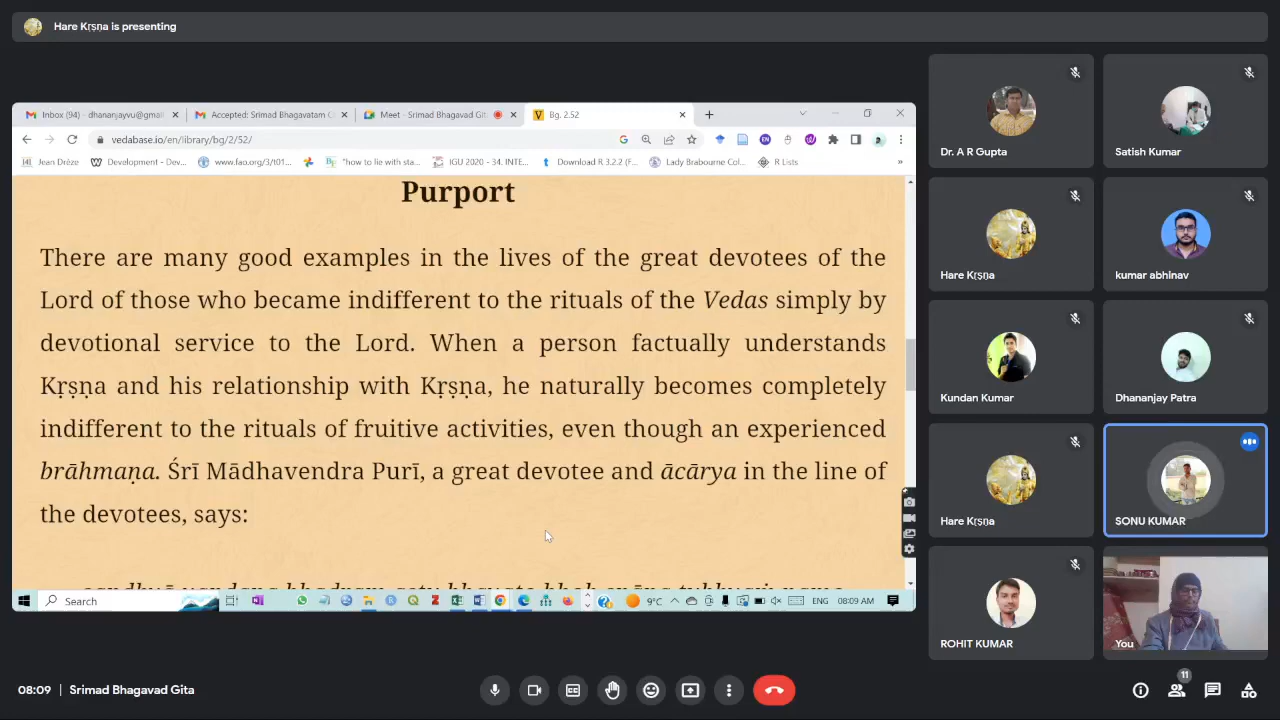 Hare Kṛṣṇa is presenting
Inbox (94) - dhananjayvu@gmail
Accepted: Srimad Bhagavatam C
Meet - Srimad Bhagavad Git
Bg. 2.52
vedabase.io/en/library/bg/2/52/
Jean Drèze
Development - Dev...
www.fao.org/3/t01...
"how to lie with sta...
IGU 2020 - 34. INTE...
Download R 3.2.2 (F...
Lady Brabourne Col...
R Lists
Purport
There are many good examples in the lives of the great devotees of the
Lord of those who became indifferent to the rituals of the Vedas simply by
devotional service to the Lord. When a person factually understands
Kṛṣṇa and his relationship with Kṛṣṇa, he naturally becomes completely
indifferent to the rituals of fruitive activities, even though an experienced
brāhmaṇa. Śrī Mādhavendra Purī, a great devotee and ācārya in the line of
the devotees, says:
Search
9°C
ENG
08:09 AM
Dr. A R Gupta
Satish Kumar
Hare Kṛṣṇa
kumar abhinav
Kundan Kumar
Dhananjay Patra
Hare Kṛṣṇa
SONU KUMAR
ROHIT KUMAR
You
08:09 | Srimad Bhagavad Gita
11